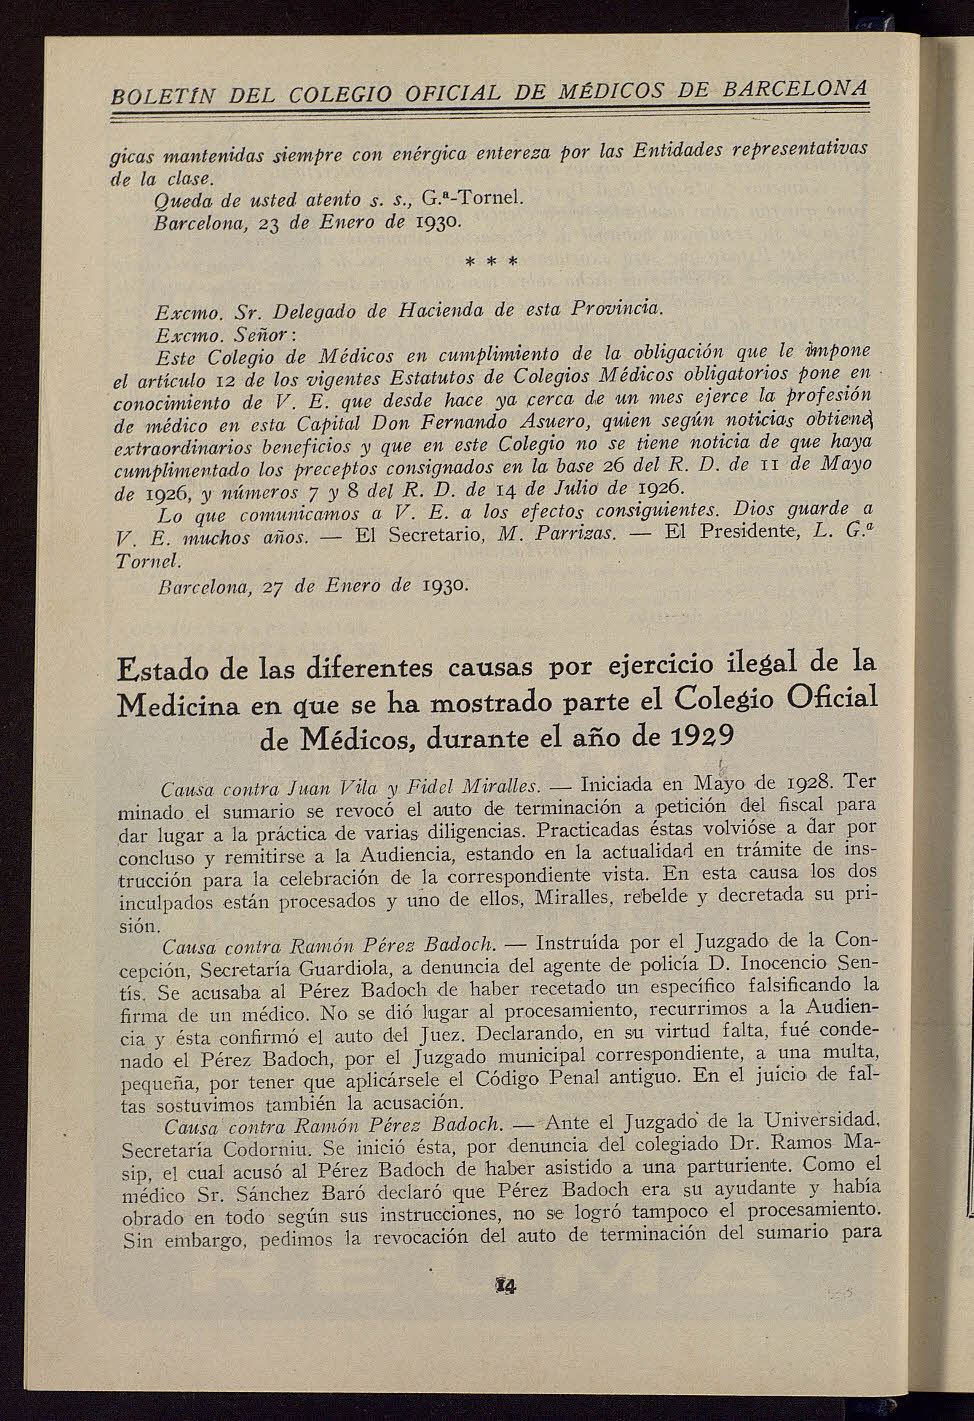 BOLETÍN DEL COLEGIO OFICIAL DE MÉDICOS DE BARCELONA
gicas mantenidas siempre con enérgica entereza por las Entidades representativas
de la clase.
Queda de usted atento s. s., G.ª-Tornel.
Barcelona, 23 de Enero de 1930.
* * *
Excmo. Sr. Delegado de Hacienda de esta Provincia.
Excmo. Señor:
Este Colegio de Médicos en cumplimiento de la obligación que le impone
el artículo 12 de los vigentes Estatutos de Colegios Médicos obligatorios pone en
conocimiento de V. E. que desde hace ya cerca de un mes ejerce la profesión
de médico en esta Capital Don Fernando Asuero, quien según noticias obtiene
extraordinarios beneficios y que en este Colegio no se tiene noticia de que haya
cumplimentado los preceptos consignados en la base 26 del R. D. de 11 de Mayo
de 1926, y números 7 y 8 del R. D. de 14 de Julio de 1926.
Lo que comunicamos a V. E. a los efectos consiguientes. Dios guarde a
V. E. muchos años. — El Secretario, M. Parrizas. — El Presidente, L. G.ª
Tornel.
Barcelona, 27 de Enero de 1930.
Estado de las diferentes causas por ejercicio ilegal de la
Medicina en que se ha mostrado parte el Colegio Oficial
de Médicos, durante el año de 1929
Causa contra Juan Vila y Fidel Miralles. — Iniciada en Mayo de 1928. Ter
minado el sumario se revocó el auto de terminación a petición del fiscal para
dar lugar a la práctica de varias diligencias. Practicadas éstas volvióse a dar por
concluso y remitirse a la Audiencia, estando en la actualidad en trámite de ins-
trucción para la celebración de la correspondiente vista. En esta causa los dos
inculpados están procesados y uno de ellos, Miralles, rebelde y decretada su pri-
sión.
Causa contra Ramón Pérez Badoch. — Instruída por el Juzgado de la Con-
cepción, Secretaría Guardiola, a denuncia del agente de policía D. Inocencio Sen-
tís. Se acusaba al Pérez Badoch de haber recetado un específico falsificando la
firma de un médico. No se dió lugar al procesamiento, recurrimos a la Audien-
cia y ésta confirmó el auto del Juez. Declarando, en su virtud falta, fué conde-
nado el Pérez Badoch, por el Juzgado municipal correspondiente, a una multa,
pequeña, por tener que aplicársele el Código Penal antiguo. En el juicio de fal-
tas sostuvimos también la acusación.
Causa contra Ramón Pérez Badoch. — Ante el Juzgado de la Universidad,
Secretaría Codorniu. Se inició ésta, por denuncia del colegiado Dr. Ramos Ma-
sip, el cual acusó al Pérez Badoch de haber asistido a una parturiente. Como el
médico Sr. Sánchez Baró declaró que Pérez Badoch era su ayudante y había
obrado en todo según sus instrucciones, no se logró tampoco el procesamiento.
Sin embargo, pedimos la revocación del auto de terminación del sumario para
14